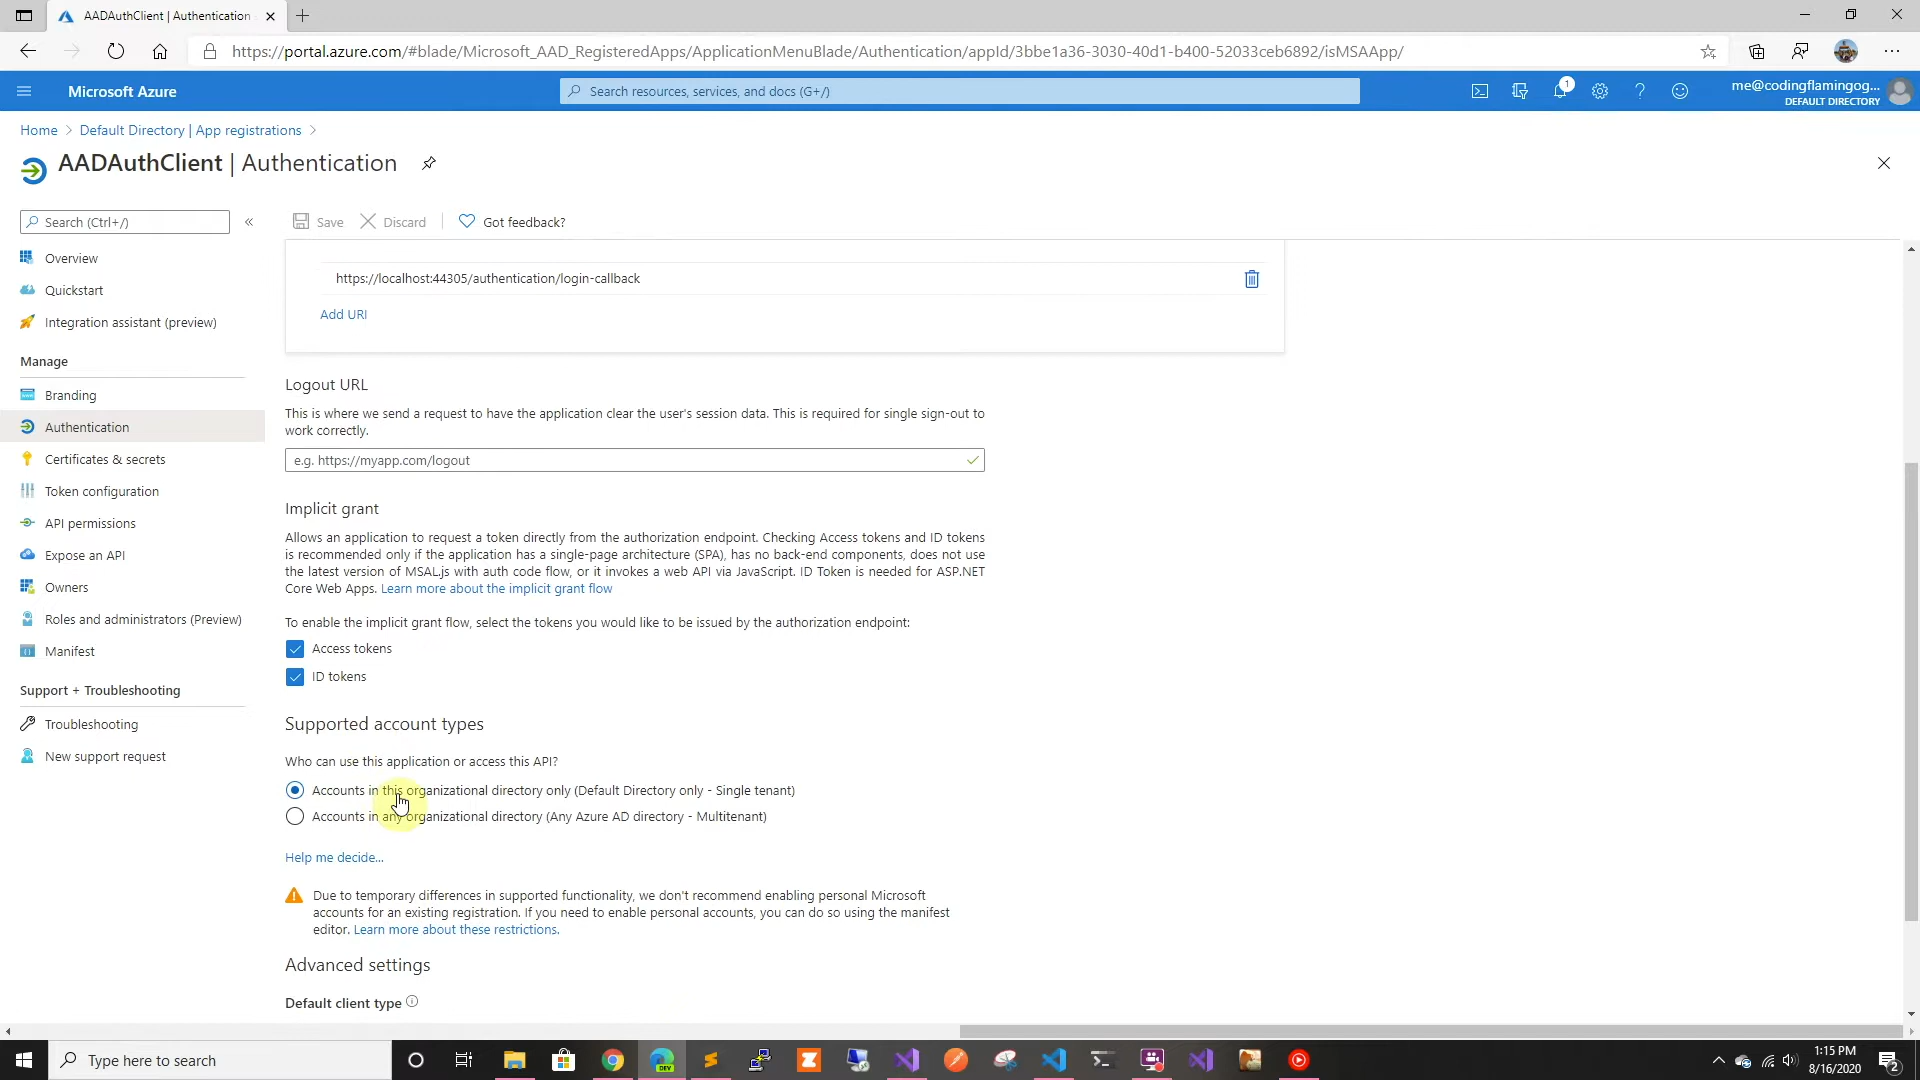 AADAuthClient | Authentication
https://portal.azure.com/#blade/Microsoft_AAD_RegisteredApps/ApplicationMenuBlade/Authentication/appId/3bbe1a36-3030-40d1-b400-52033ceb6892/isMSAApp/
Microsoft Azure
Search resources, services, and docs (G+/)
1
me@codingflamingog...
DEFAULT DIRECTORY
Home > Default Directory | App registrations >
AADAuthClient | Authentication
Search (Ctrl+/)
«
Save
Discard
Got feedback?
Overview
Quickstart
Integration assistant (preview)
Manage
Branding
Authentication
Certificates & secrets
Token configuration
API permissions
Expose an API
Owners
Roles and administrators (Preview)
Manifest
Support + Troubleshooting
Troubleshooting
New support request
https://localhost:44305/authentication/login-callback
Add URI
Logout URL
This is where we send a request to have the application clear the user's session data. This is required for single sign-out to
work correctly.
e.g. https://myapp.com/logout
Implicit grant
Allows an application to request a token directly from the authorization endpoint. Checking Access tokens and ID tokens
is recommended only if the application has a single-page architecture (SPA), has no back-end components, does not use
the latest version of MSAL.js with auth code flow, or it invokes a web API via JavaScript. ID Token is needed for ASP.NET
Core Web Apps. Learn more about the implicit grant flow
To enable the implicit grant flow, select the tokens you would like to be issued by the authorization endpoint:
Access tokens
ID tokens
Supported account types
Who can use this application or access this API?
Accounts in this organizational directory only (Default Directory only - Single tenant)
Accounts in any organizational directory (Any Azure AD directory - Multitenant)
Help me decide...
Due to temporary differences in supported functionality, we don't recommend enabling personal Microsoft
accounts for an existing registration. If you need to enable personal accounts, you can do so using the manifest
editor. Learn more about these restrictions.
Advanced settings
Default client type
Type here to search
DEV
1:15 PM
8/16/2020
2